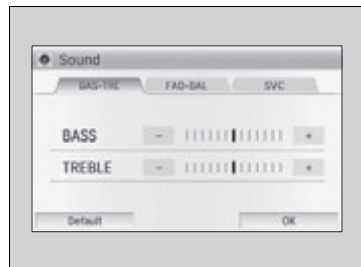 Sound
BAS-TRE FAD-BAL SVC
BASS - +
TREBLE - +
Default OK